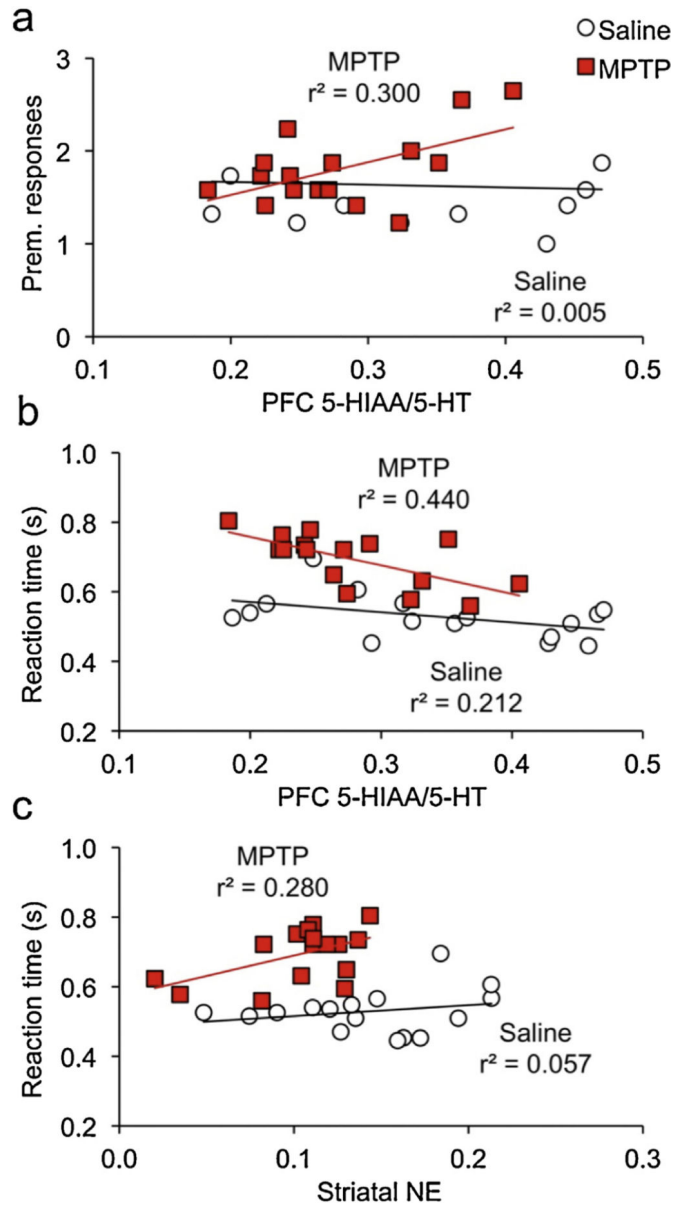 a
Saline
MPTP
MPTP
r² = 0.300
3
2
1
0
Prem. responses
Saline
r² = 0.005
0.1 0.2 0.3 0.4 0.5
PFC 5-HIAA/5-HT
b
1.0
0.8
0.6
0.4
0.2
Reaction time (s)
MPTP
r² = 0.440
Saline
r² = 0.212
0.1 0.2 0.3 0.4 0.5
PFC 5-HIAA/5-HT
c
1.0
0.8
0.6
0.4
0.2
Reaction time (s)
MPTP
r² = 0.280
Saline
r² = 0.057
0.0 0.1 0.2 0.3
Striatal NE